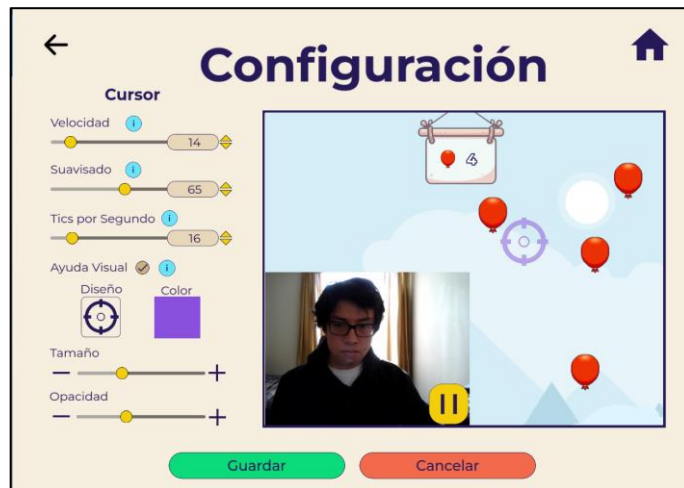 Configuración
Cursor
Velocidad i
14
Suavisado i
65
Tics por Segundo i
16
Ayuda Visual i
Diseño Color
Tamaño
Opacidad
4
Guardar Cancelar